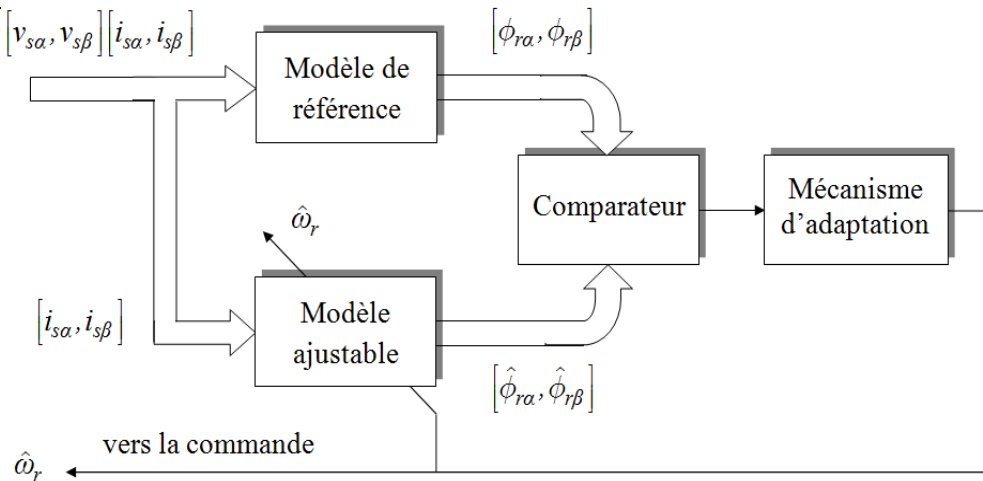 [v_sα, v_sβ][i_sα, i_sβ]
Modèle de
référence
[ϕ_rα, ϕ_rβ]
Comparateur
Mécanisme
d’adaptation
ω̂_r
[i_sα, i_sβ]
Modèle
ajustable
[ϕ̂_rα, ϕ̂_rβ]
vers la commande
ω̂_r